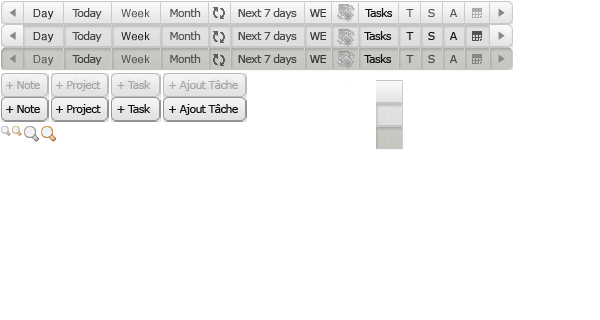 Day Today Week Month Next 7 days WE Tasks T S A
Day Today Week Month Next 7 days WE Tasks T S A
Day Today Week Month Next 7 days WE Tasks T S A
+ Note + Project + Task + Ajout Tâche
+ Note + Project + Task + Ajout Tâche